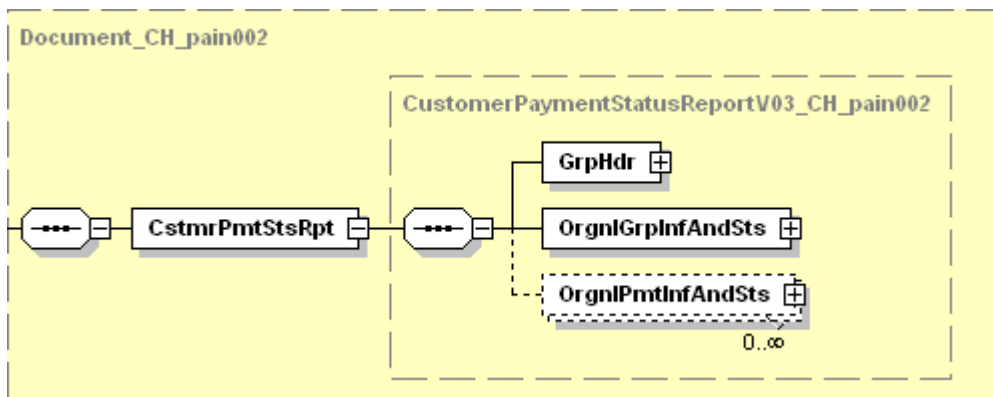 Document_CH_pain002
CustomerPaymentStatusReportV03_CH_pain002
GrpHdr
CstmrPmtStsRpt
OrgnlGrpInfAndSts
OrgnlPmtInfAndSts
0..∞